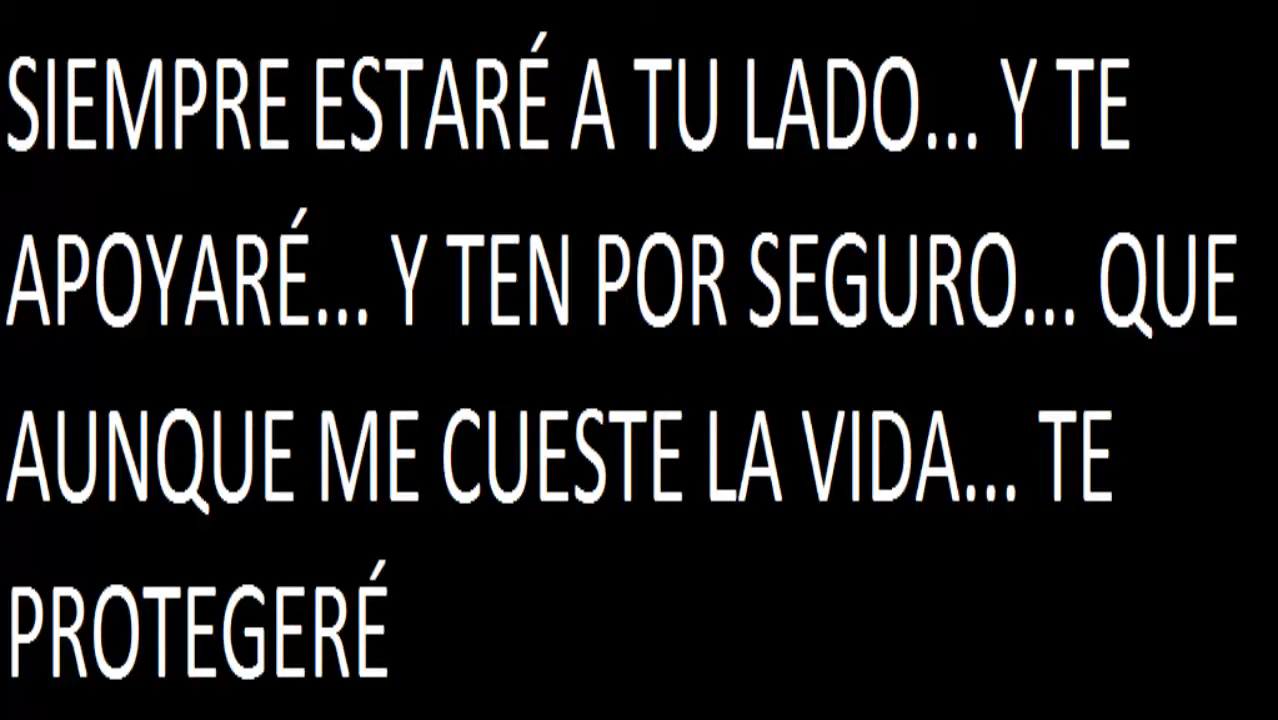 SIEMPRE ESTARÉ A TU LADO... Y TE
APOYARÉ... Y TEN POR SEGURO... QUE
AUNQUE ME CUESTE LA VIDA... TE
PROTEGERÉ